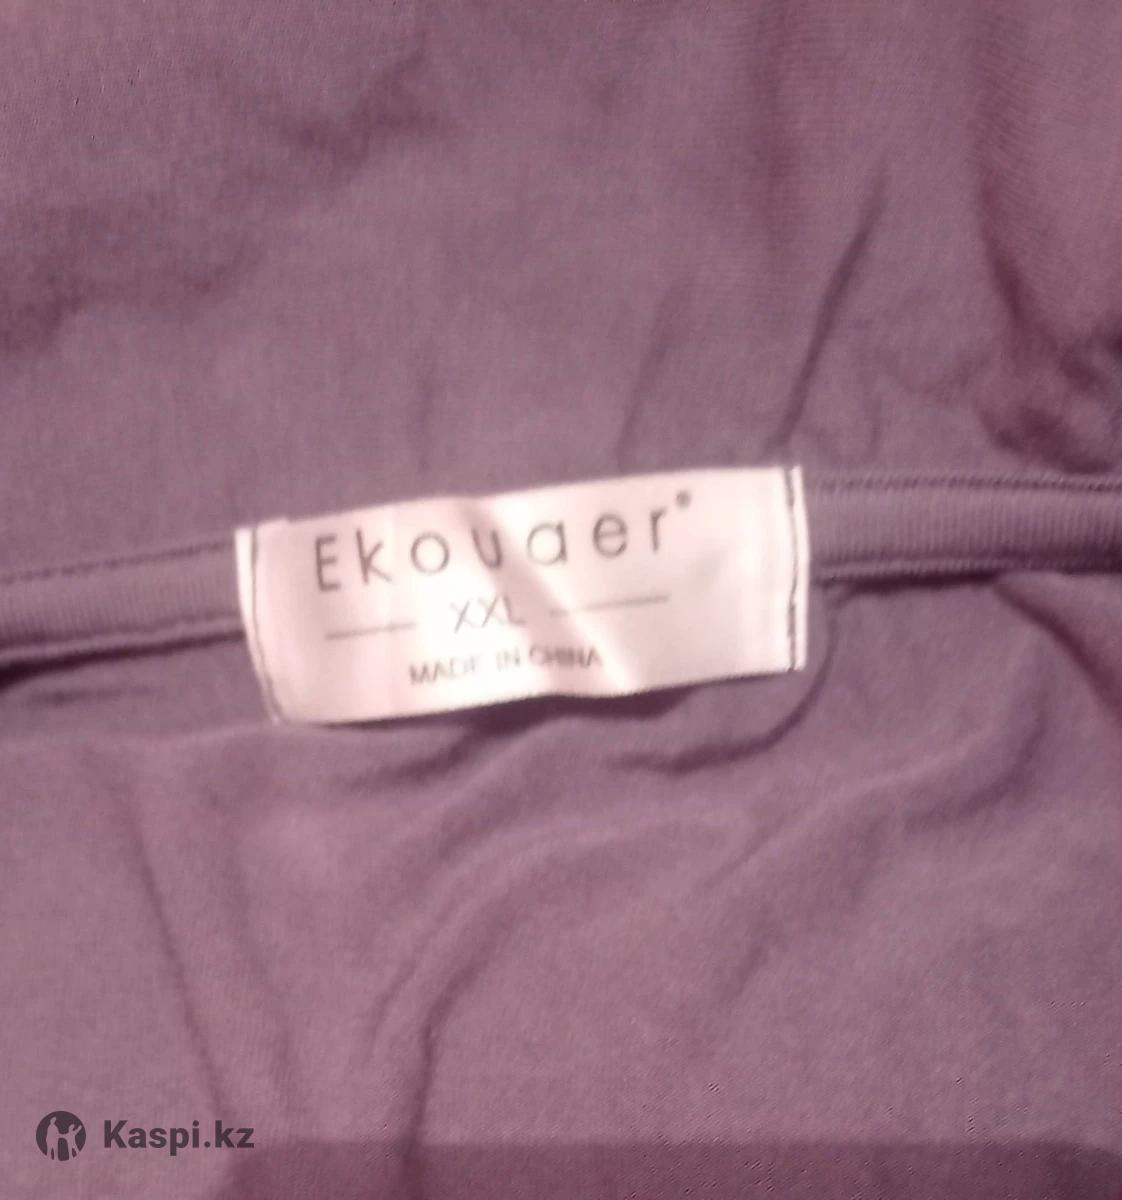 Ekouaer®
XXL
MADE IN CHINA
Kaspi.kz